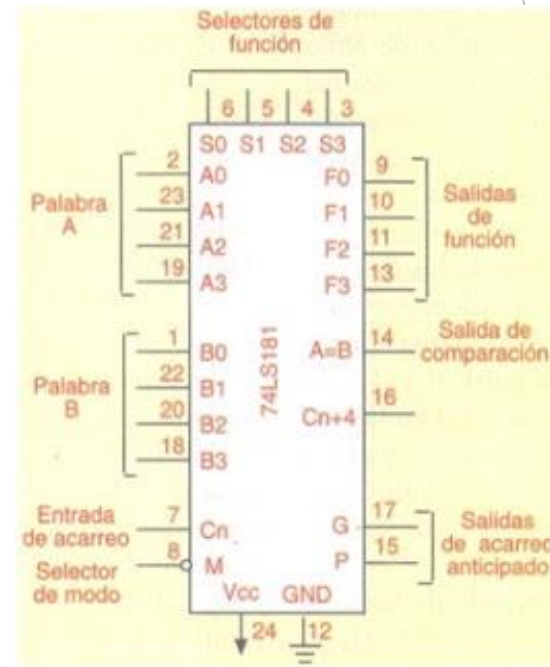 Selectores de
función
6 5 4 3
S0 S1 S2 S3
Palabra
A
2 A0
23 A1
21 A2
19 A3
F0 9
F1 10
F2 11
F3 13
Salidas
de
función
Palabra
B
1 B0
22 B1
20 B2
18 B3
74LS181
A=B 14
Salida de
comparación
Cn+4 16
Entrada
de acarreo
7 Cn
Selector
de modo
8 M
G 17
P 15
Salidas
de acarreo
anticipado
Vcc GND
24 12